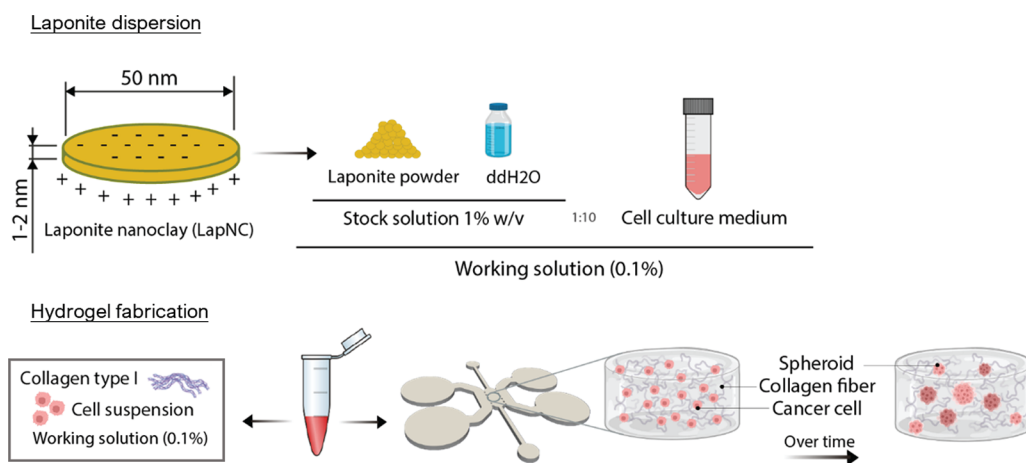 Laponite dispersion
50 nm
1-2 nm
- - - - -
- - - - - - - -
- - - -
+ + + + + + + + + +
Laponite nanoclay (LapNC)
Laponite powder
ddH2O
Stock solution 1% w/v
1:10
Cell culture medium
Working solution (0.1%)
Hydrogel fabrication
Collagen type I
Cell suspension
Working solution (0.1%)
Spheroid
Collagen fiber
Cancer cell
Over time